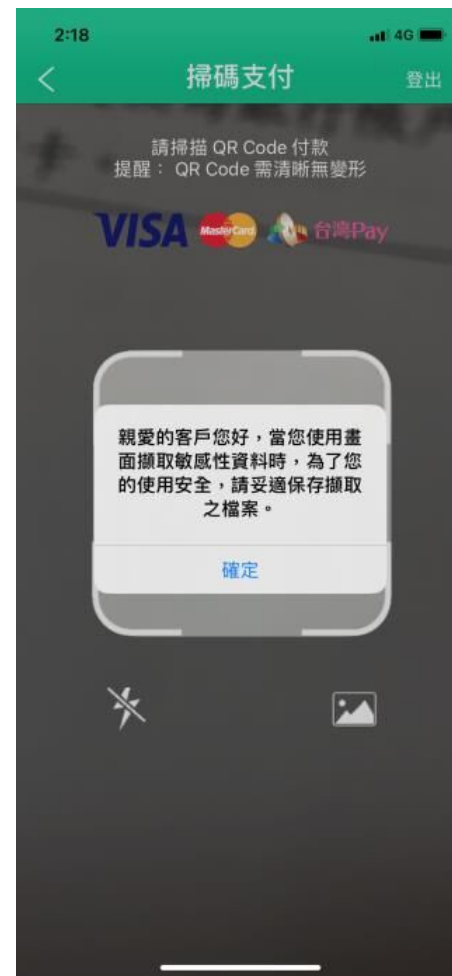 2:18 4G
掃碼支付 登出
請掃描 QR Code 付款
提醒： QR Code 需清晰無變形
VISA MasterCard 台灣Pay
親愛的客戶您好，當您使用畫
面擷取敏感性資料時，為了您
的使用安全，請妥適保存擷取
之檔案。
確定